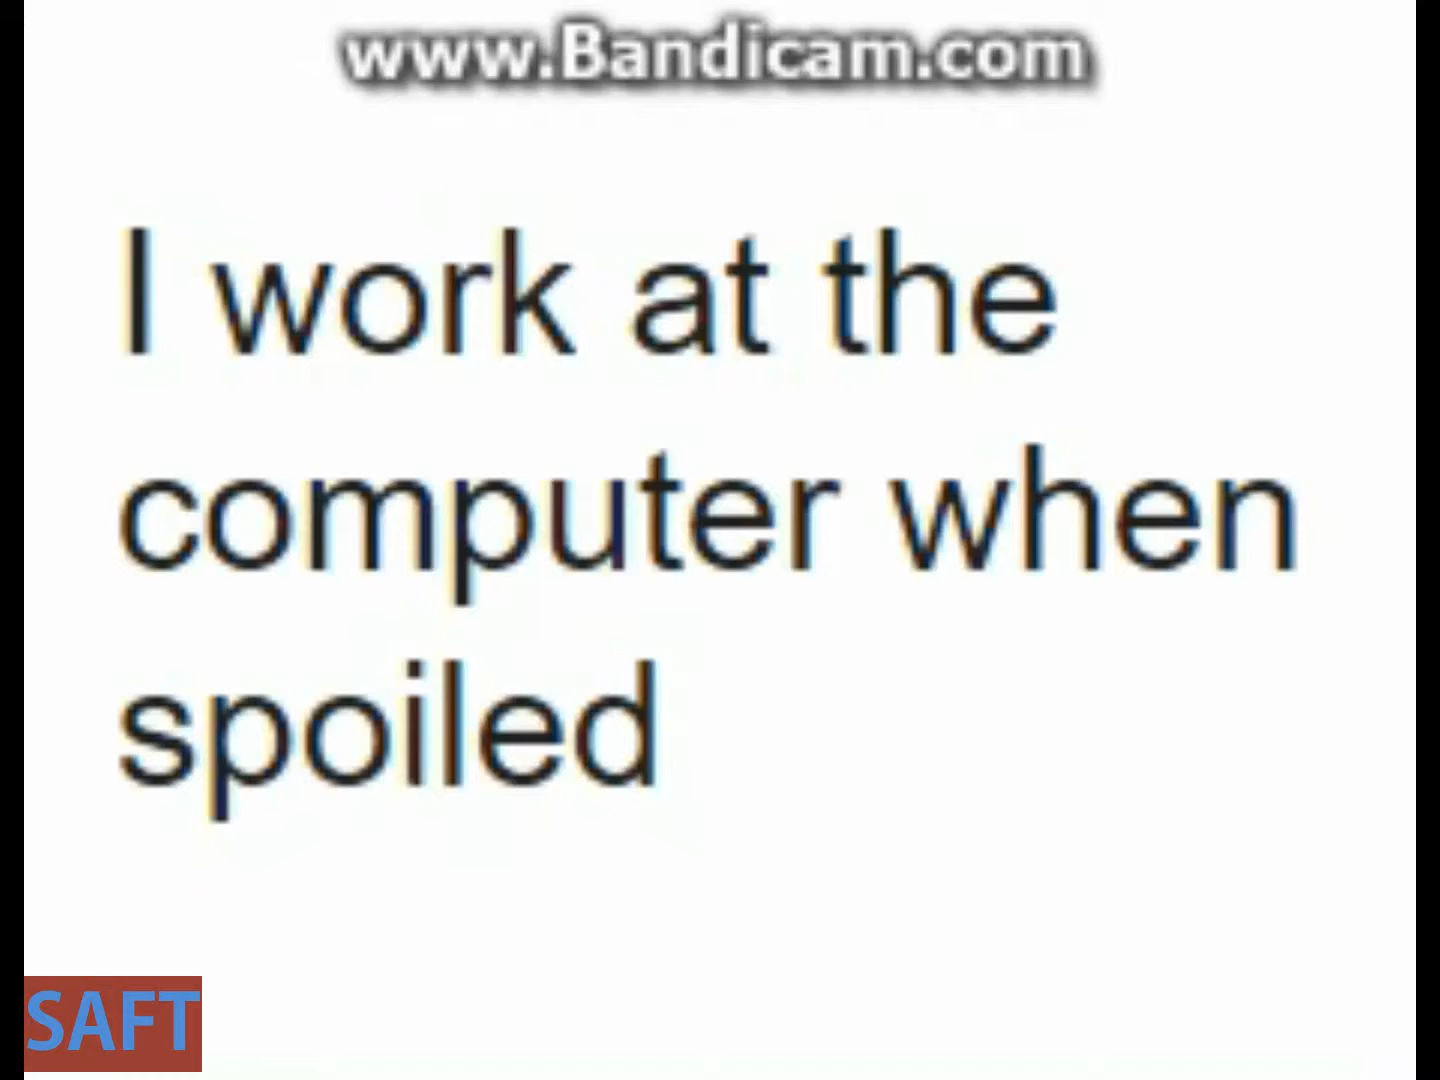 www.Bandicam.com
I work at the
computer when
spoiled
SAFT